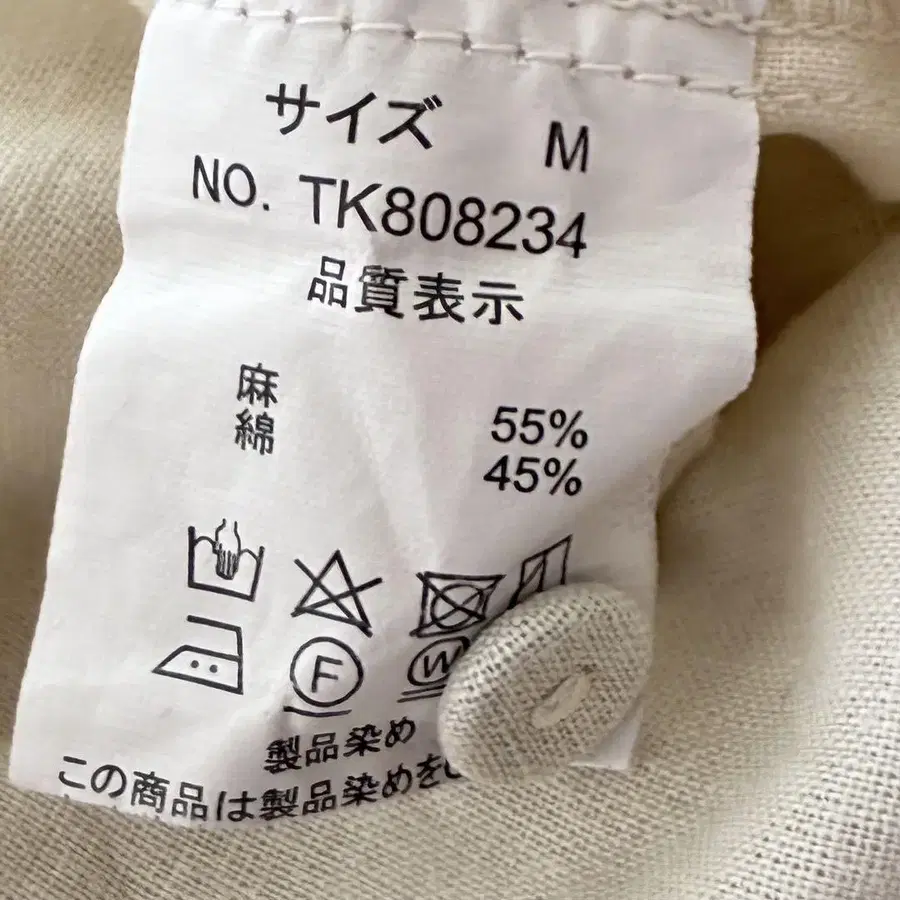 サイズ M
NO. TK808234
品質表示
麻 55%
綿 45%
F W
製品染め
この商品は製品染めを